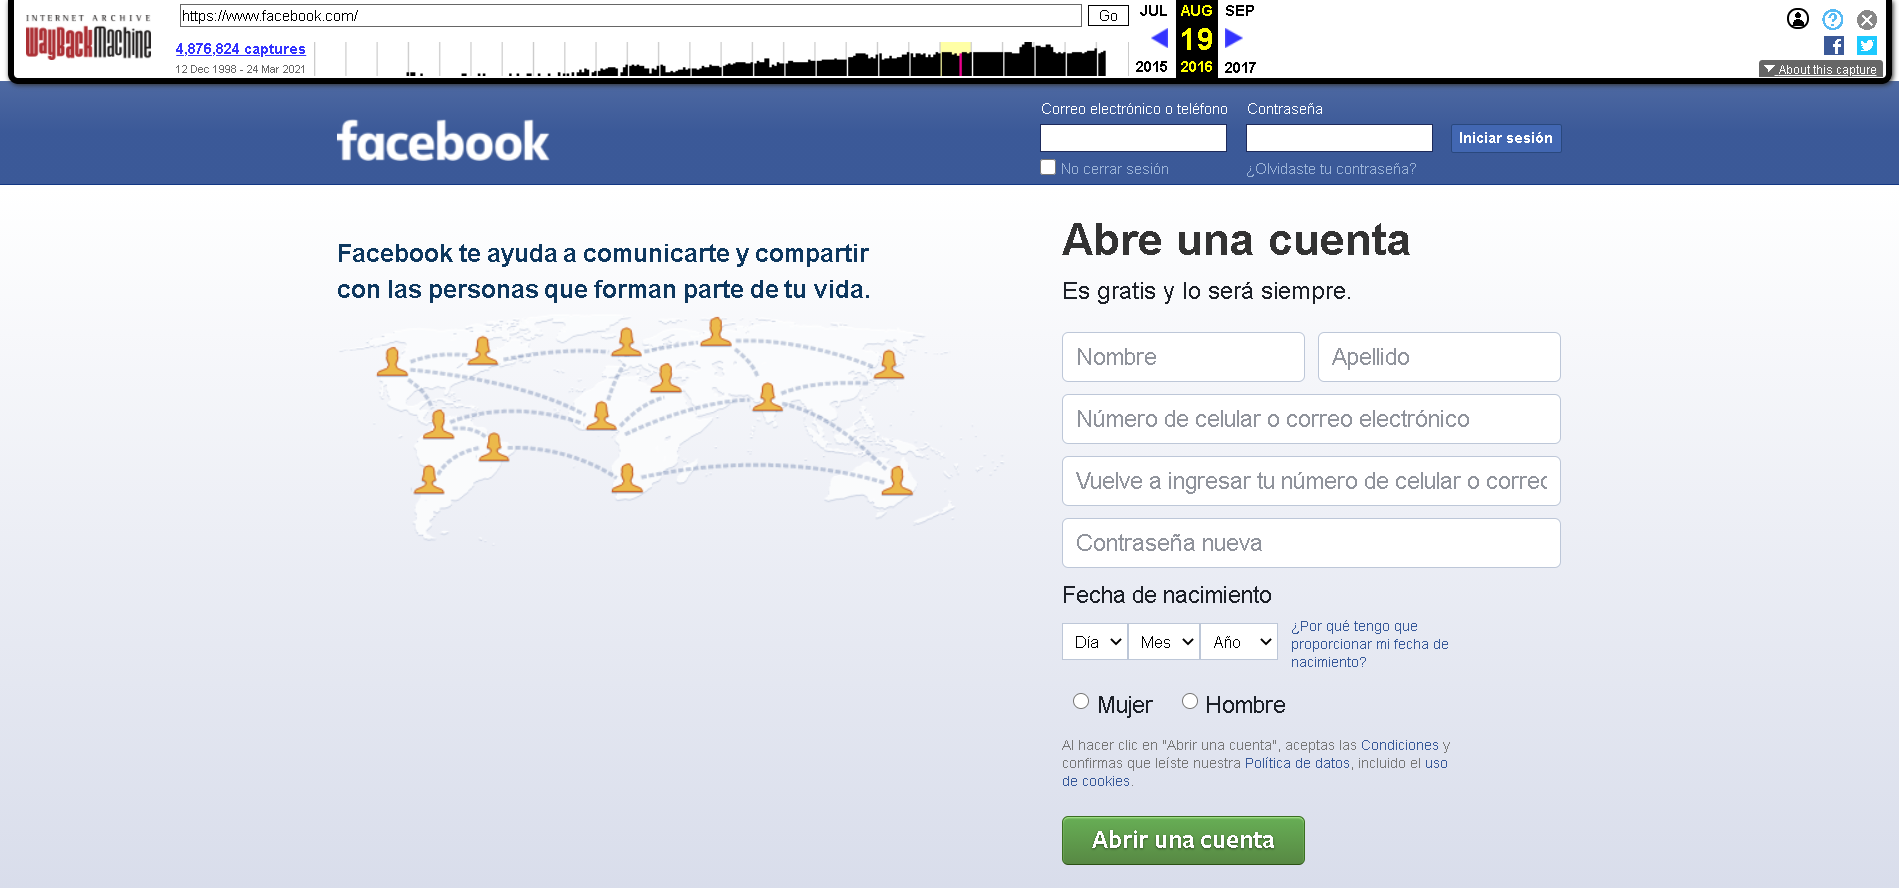 INTERNET ARCHIVE
WayBackMachine
https://www.facebook.com/
Go
4,876,824 captures
12 Dec 1998 - 24 Mar 2021
JUL AUG SEP
19
2015 2016 2017
?
About this capture
facebook
Correo electrónico o teléfono
Contraseña
Iniciar sesión
No cerrar sesión
¿Olvidaste tu contraseña?
Facebook te ayuda a comunicarte y compartir
con las personas que forman parte de tu vida.
Abre una cuenta
Es gratis y lo será siempre.
Nombre
Apellido
Número de celular o correo electrónico
Vuelve a ingresar tu número de celular o correo
Contraseña nueva
Fecha de nacimiento
Día Mes Año
¿Por qué tengo que
proporcionar mi fecha de
nacimiento?
Mujer Hombre
Al hacer clic en "Abrir una cuenta", aceptas las Condiciones y
confirmas que leíste nuestra Política de datos, incluido el uso
de cookies.
Abrir una cuenta